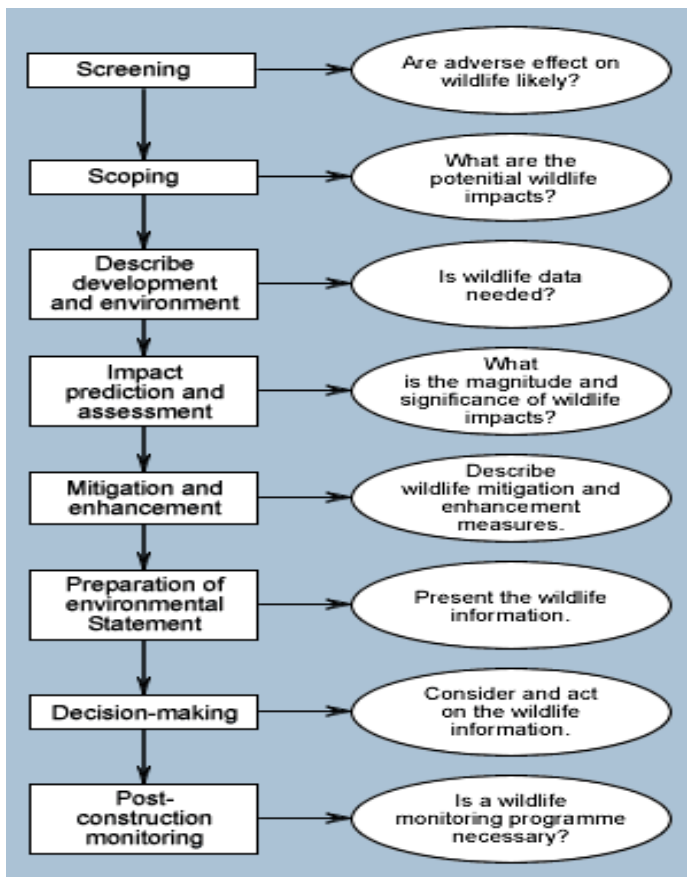 Screening
Are adverse effect on
wildlife likely?
Scoping
What are the
potenitial wildlife
impacts?
Describe
development
and environment
Is wildlife data
needed?
Impact
prediction and
assessment
What
is the magnitude and
significance of wildlife
impacts?
Mitigation and
enhancement
Describe
wildlife mitigation and
enhancement
measures.
Preparation of
environmental
Statement
Present the wildlife
information.
Decision-making
Consider and act
on the wildlife
information.
Post-
construction
monitoring
Is a wildlife
monitoring programme
necessary?